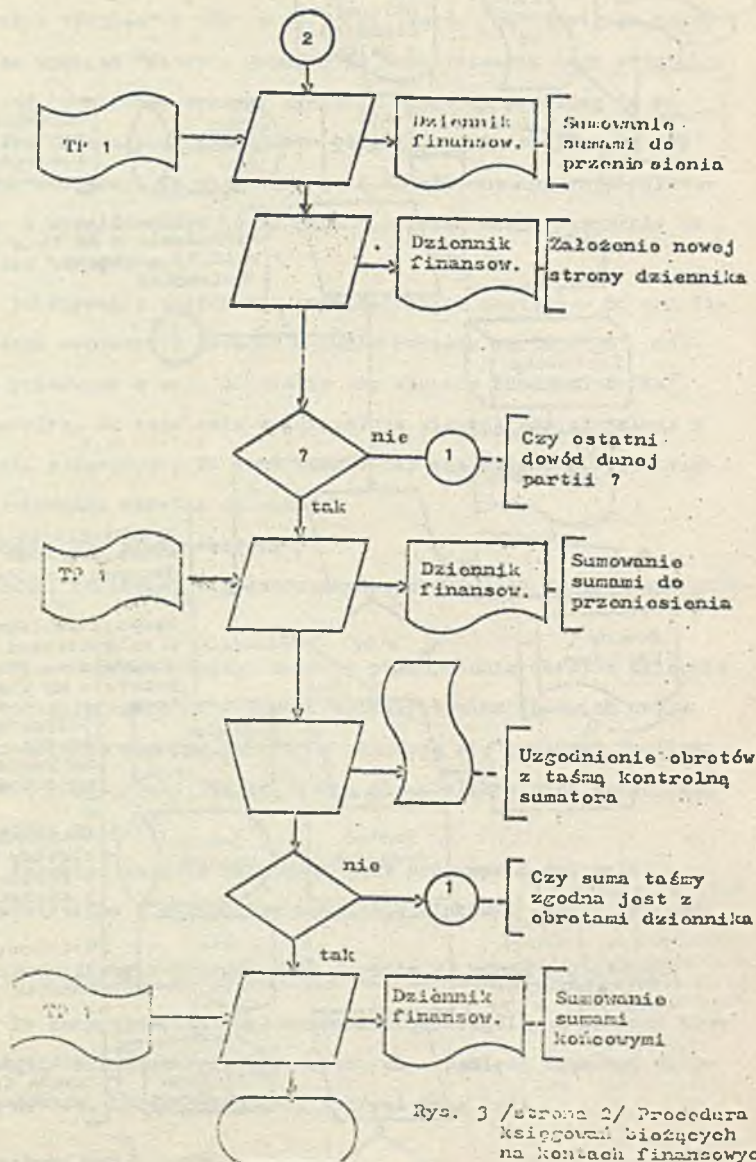 2
TP 1
Dziennik
finansow.
Sumowanie
sumami do
przeniesienia
Dziennik
finansow.
Założenie nowej
strony dziennika
?
nie
1
Czy ostatni
dowód danej
partii ?
tak
TP 1
Dziennik
finansow.
Sumowanie
sumami do
przeniesienia
Uzgodnienie obrotów
z taśmą kontrolną
sumatora
nie
1
Czy suma taśmy
zgodna jest z
obrotami dziennika
tak
TP 1
Dziennik
finansow.
Sumowanie
sumami
końcowymi
Rys. 3 /strona 2/ Procedura
księgowań bieżących
na kontach finansowyc